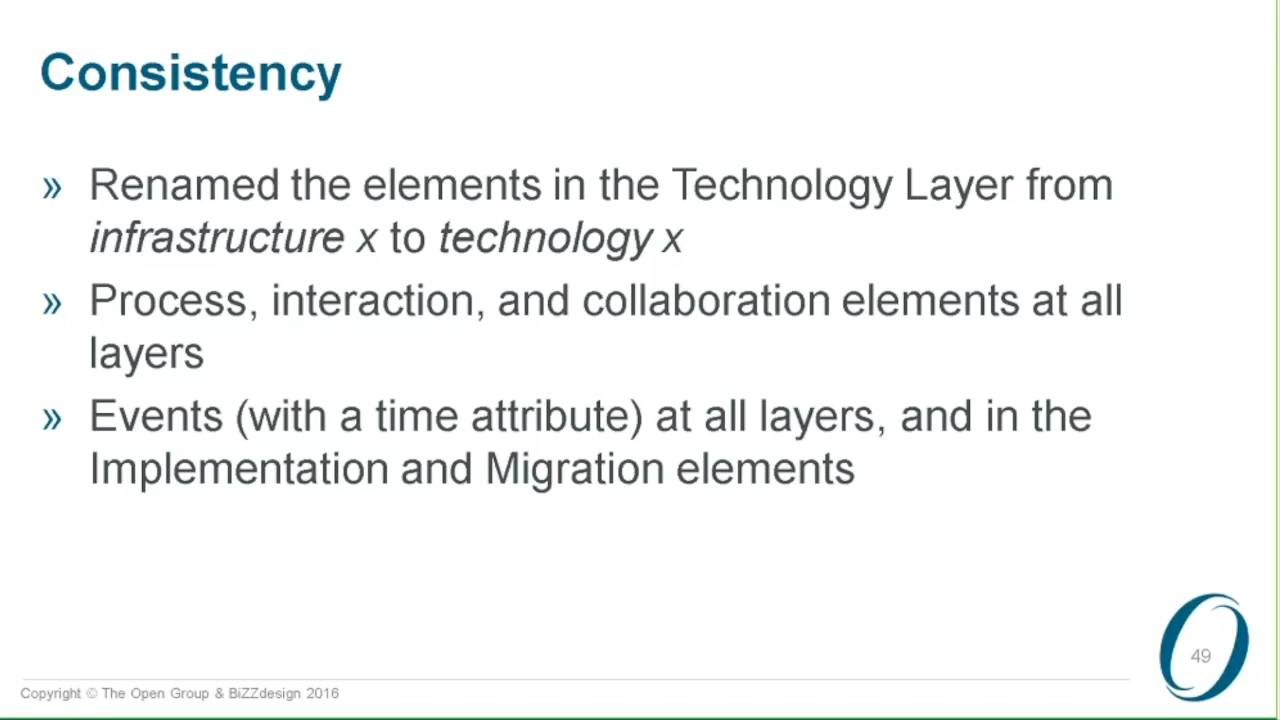 Consistency
» Renamed the elements in the Technology Layer from
infrastructure x to technology x
» Process, interaction, and collaboration elements at all
layers
» Events (with a time attribute) at all layers, and in the
Implementation and Migration elements
49
Copyright © The Open Group & BiZZdesign 2016